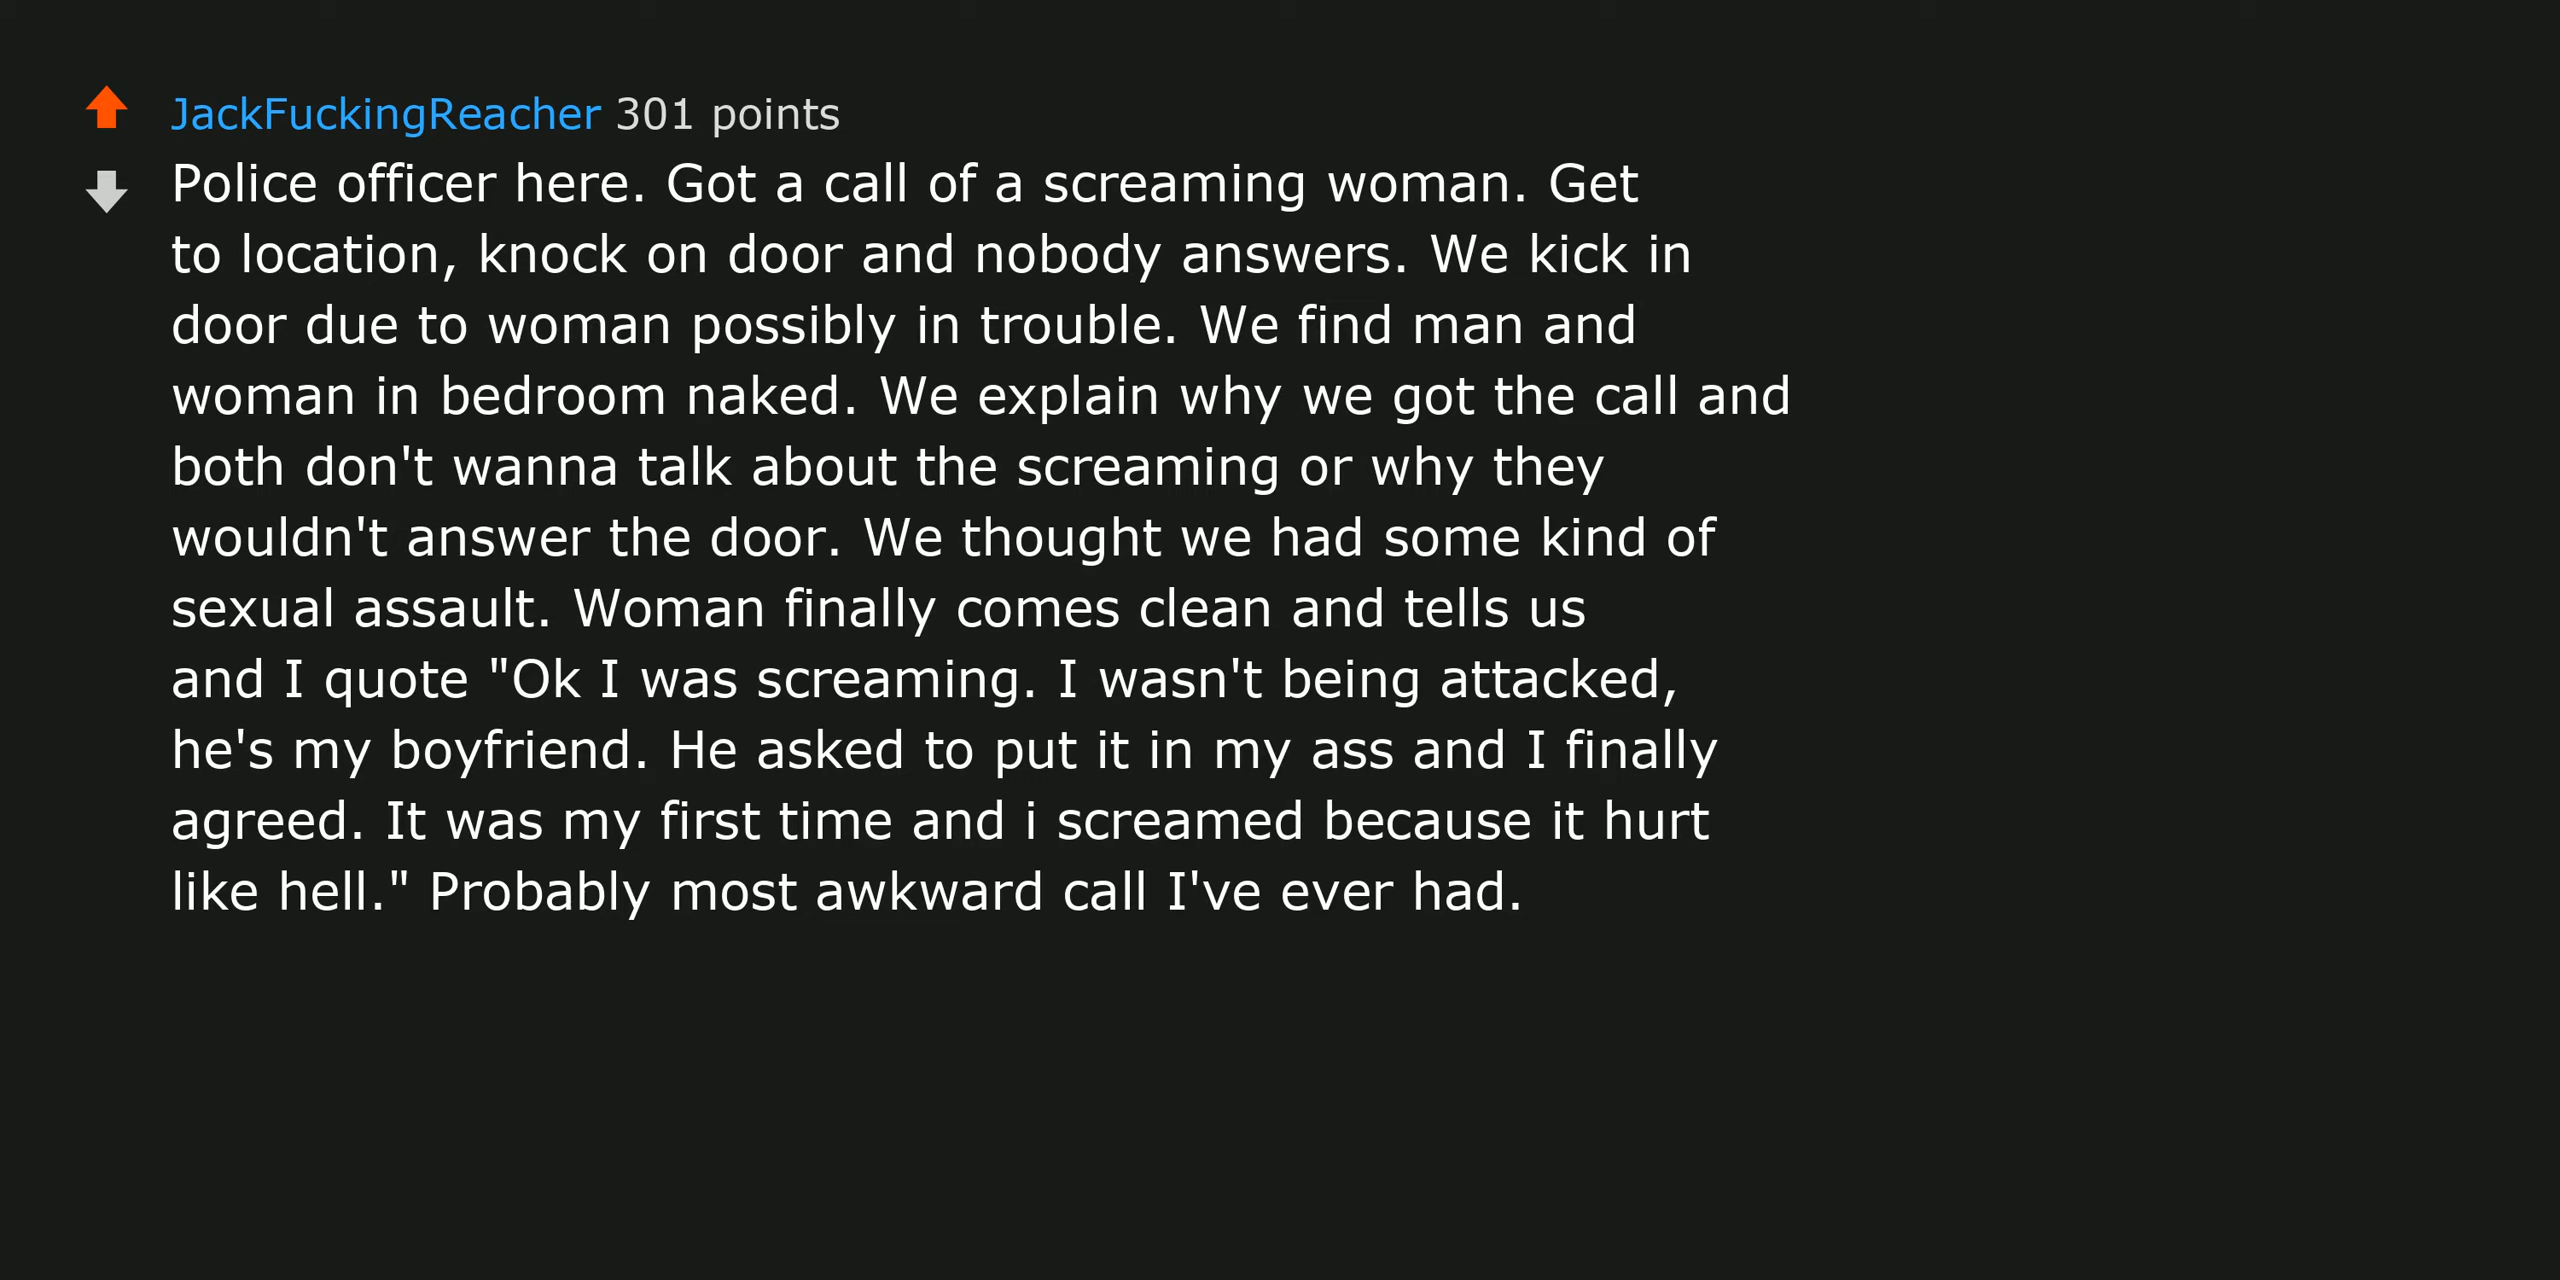 JackFuckingReacher 301 points
Police officer here. Got a call of a screaming woman. Get
to location, knock on door and nobody answers. We kick in
door due to woman possibly in trouble. We find man and
woman in bedroom naked. We explain why we got the call and
both don't wanna talk about the screaming or why they
wouldn't answer the door. We thought we had some kind of
sexual assault. Woman finally comes clean and tells us
and I quote "Ok I was screaming. I wasn't being attacked,
he's my boyfriend. He asked to put it in my ass and I finally
agreed. It was my first time and i screamed because it hurt
like hell." Probably most awkward call I've ever had.